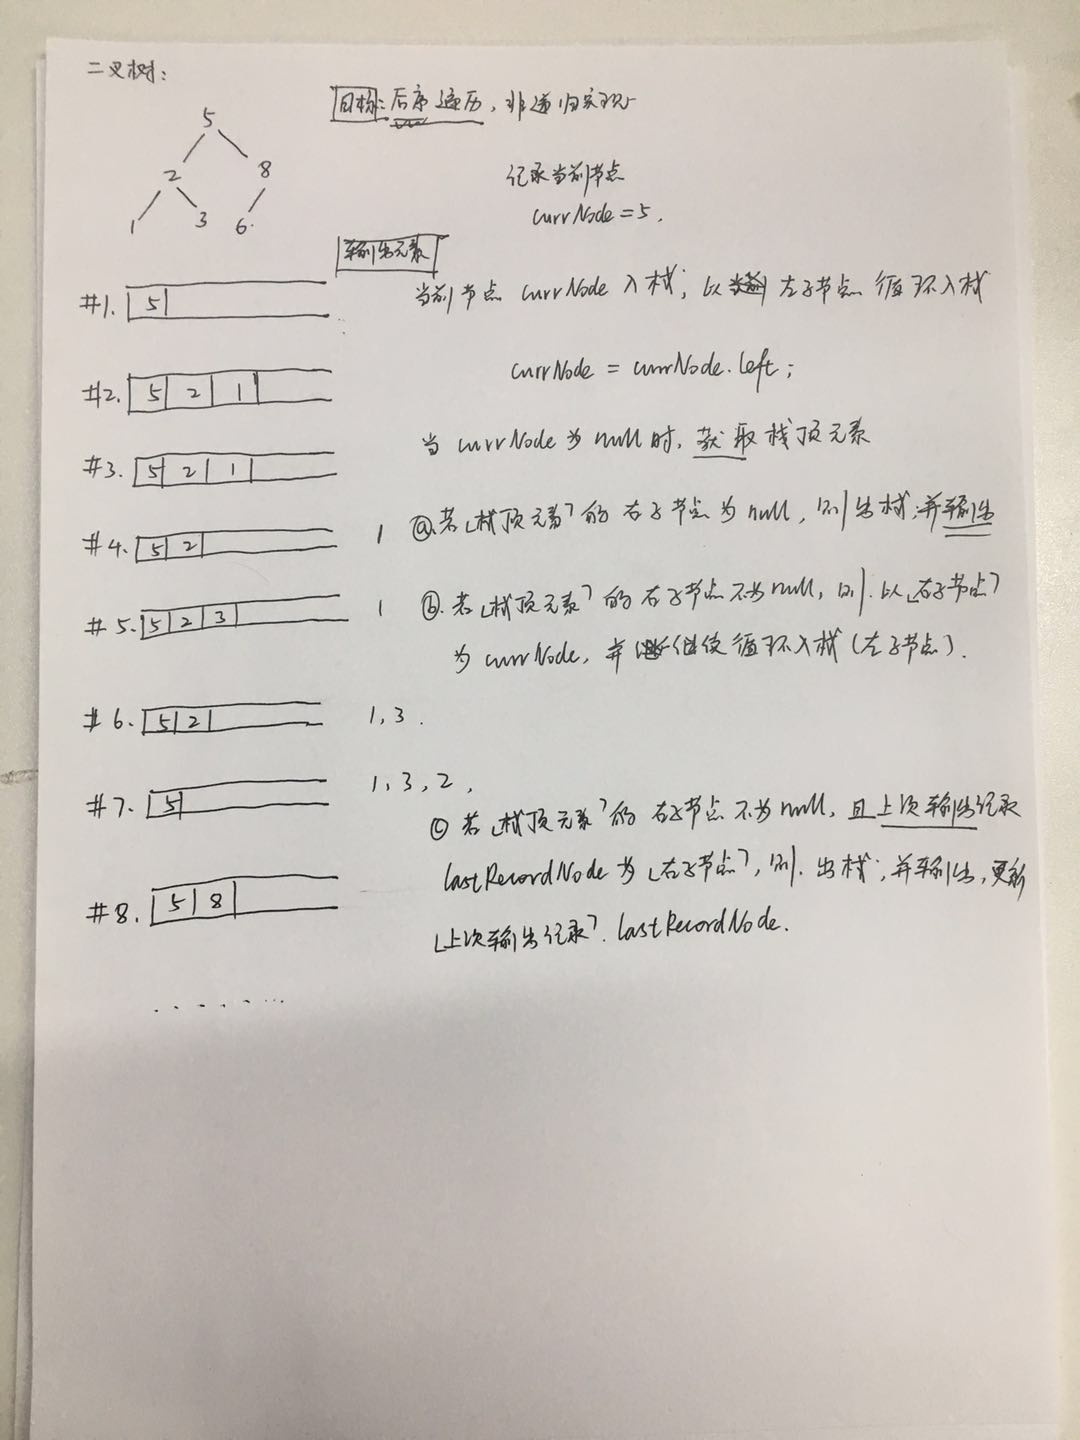 二叉树：
目标：后序遍历，非递归实现
5
2 8
1 3 6
记录当前节点
currNode = 5.
输出元素
#1. 5
当前节点 currNode 入栈；以左子节点循环入栈
#2. 5 2 1
currNode = currNode.left;
当 currNode 为 null 时，获取栈顶元素
#3. 5 2 1
#4. 5 2
1
ⓐ.若「栈顶元素」的右子节点为 null，则出栈；并输出
#5. 5 2 3
1
ⓑ.若「栈顶元素」的右子节点不为 null，则.以「右子节点」
为 currNode，并继续循环入栈（左子节点）.
#6. 5 2
1, 3.
#7. 5
1, 3, 2,
ⓒ 若「栈顶元素」的右子节点不为 null，且上次输出记录
lastRecordNode 为「右子节点」，则.出栈；并输出，更新
「上次输出记录」. lastRecordNode.
#8. 5 8
.......